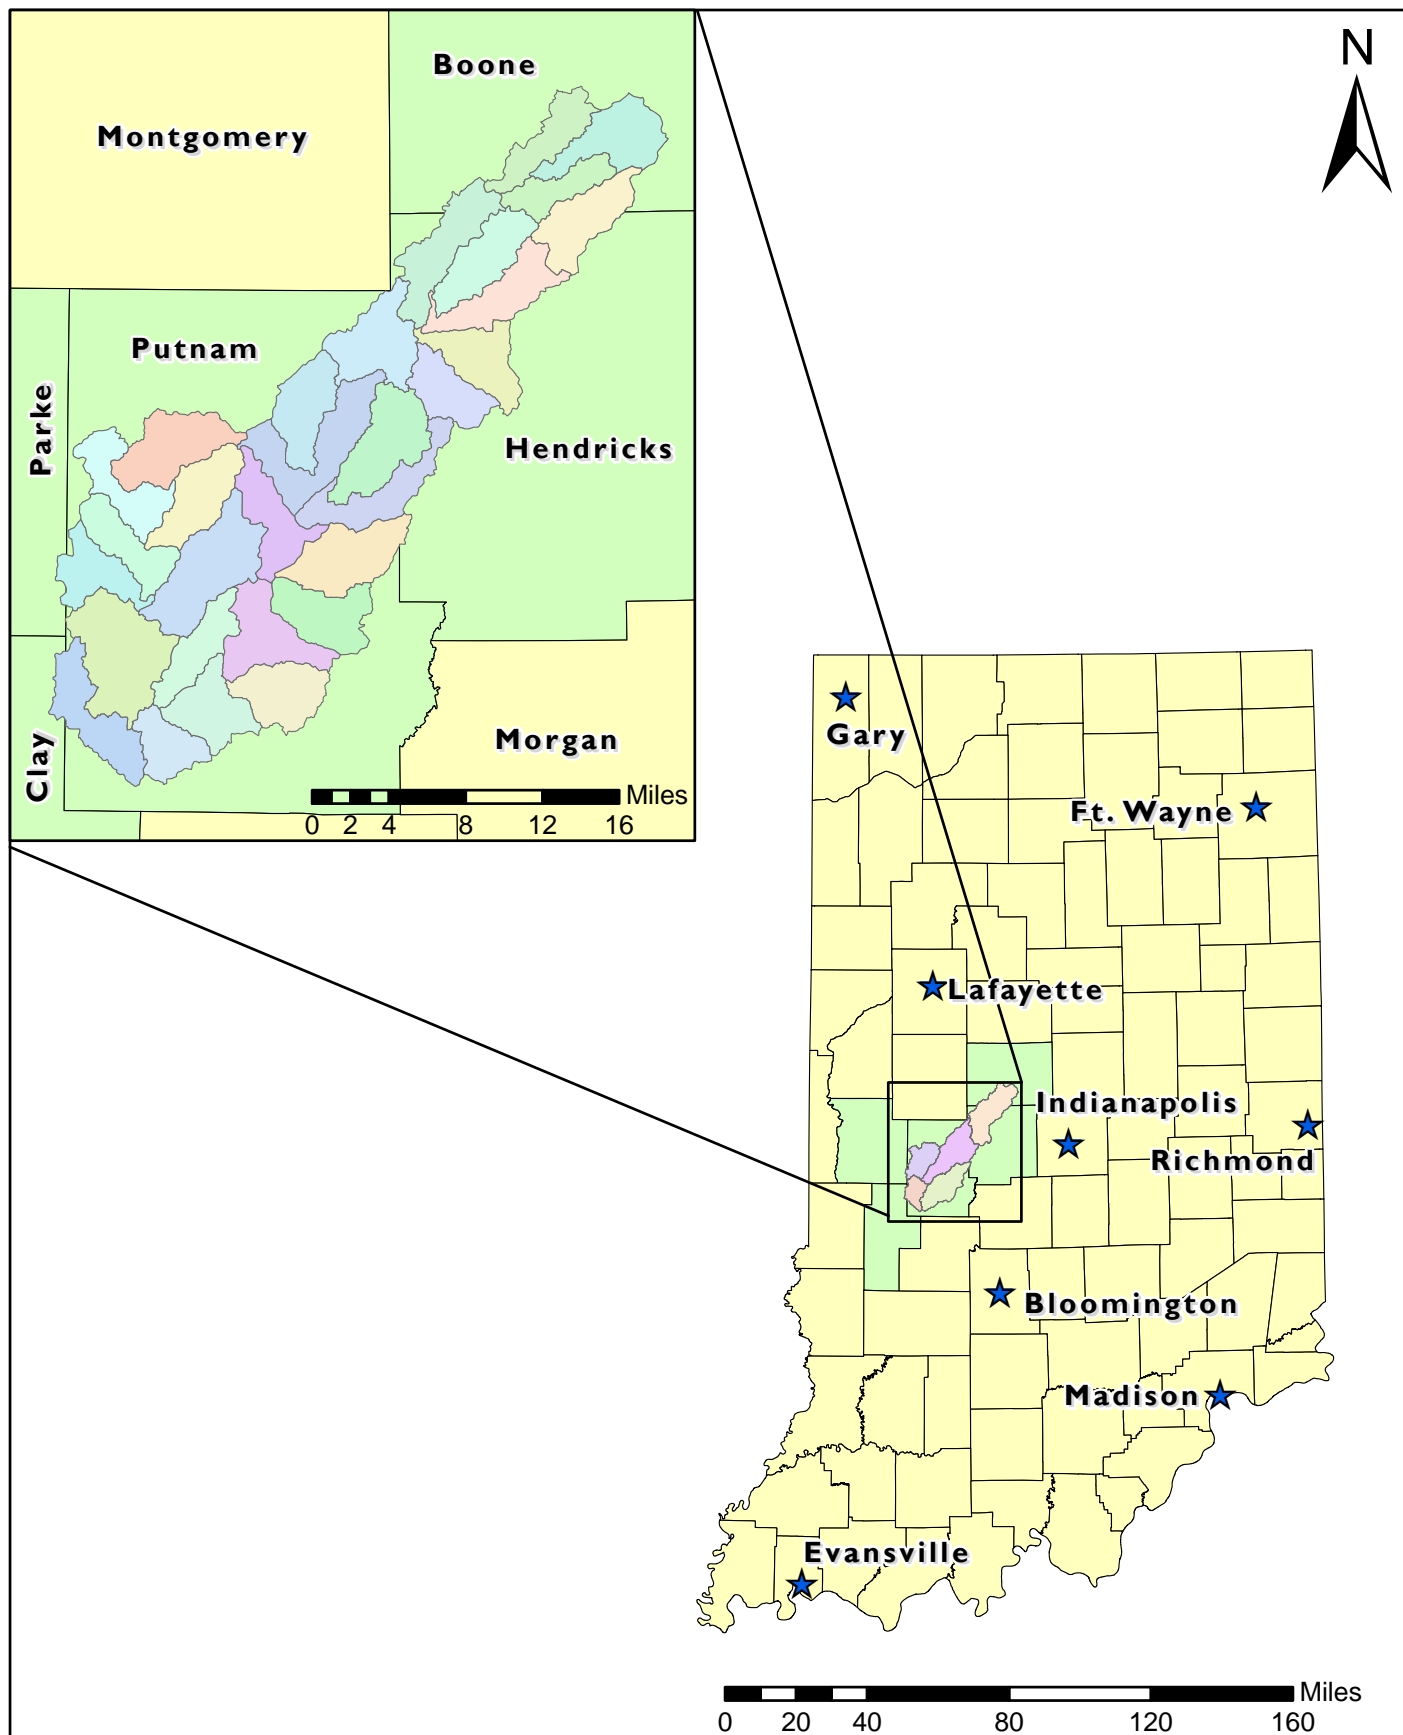 N
Boone
Montgomery
Putnam
Parke
Hendricks
Clay
Morgan
Miles
0 2 4 8 12 16
Gary
Ft. Wayne
Lafayette
Indianapolis
Richmond
Bloomington
Madison
Evansville
Miles
0 20 40 80 120 160